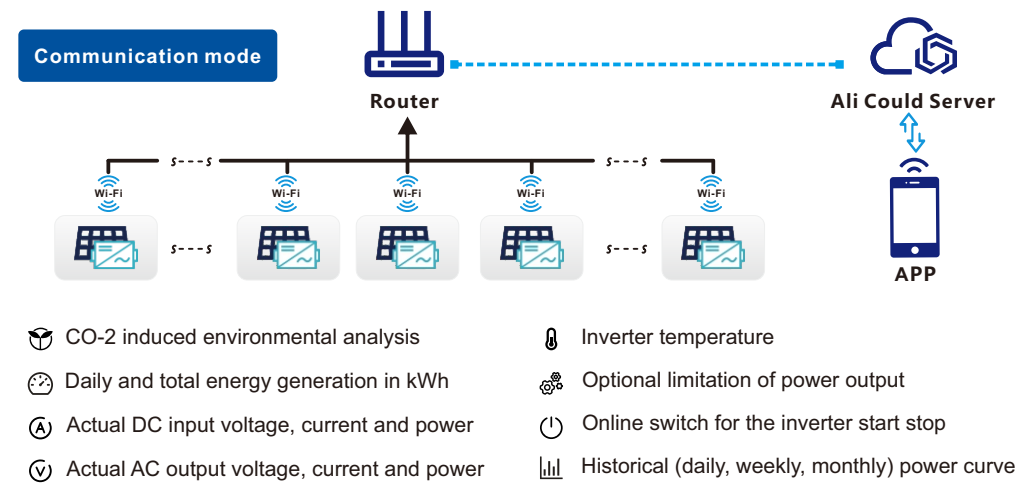 Communication mode
Router
Ali Could Server
Wi-Fi Wi-Fi Wi-Fi Wi-Fi Wi-Fi
APP
CO-2 induced environmental analysis
Daily and total energy generation in kWh
A Actual DC input voltage, current and power
V Actual AC output voltage, current and power
Inverter temperature
Optional limitation of power output
Online switch for the inverter start stop
Historical (daily, weekly, monthly) power curve